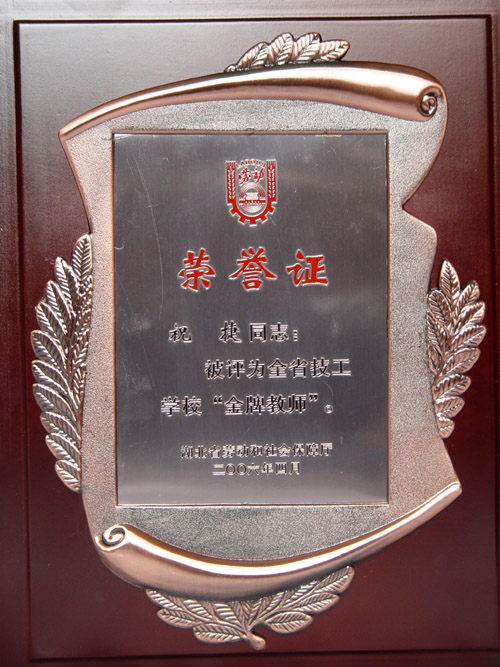 劳动
荣誉证
祝 捷 同志：
被评为全省技工
学校“金牌教师”。
湖北省劳动和社会保障厅
二〇〇六年四月